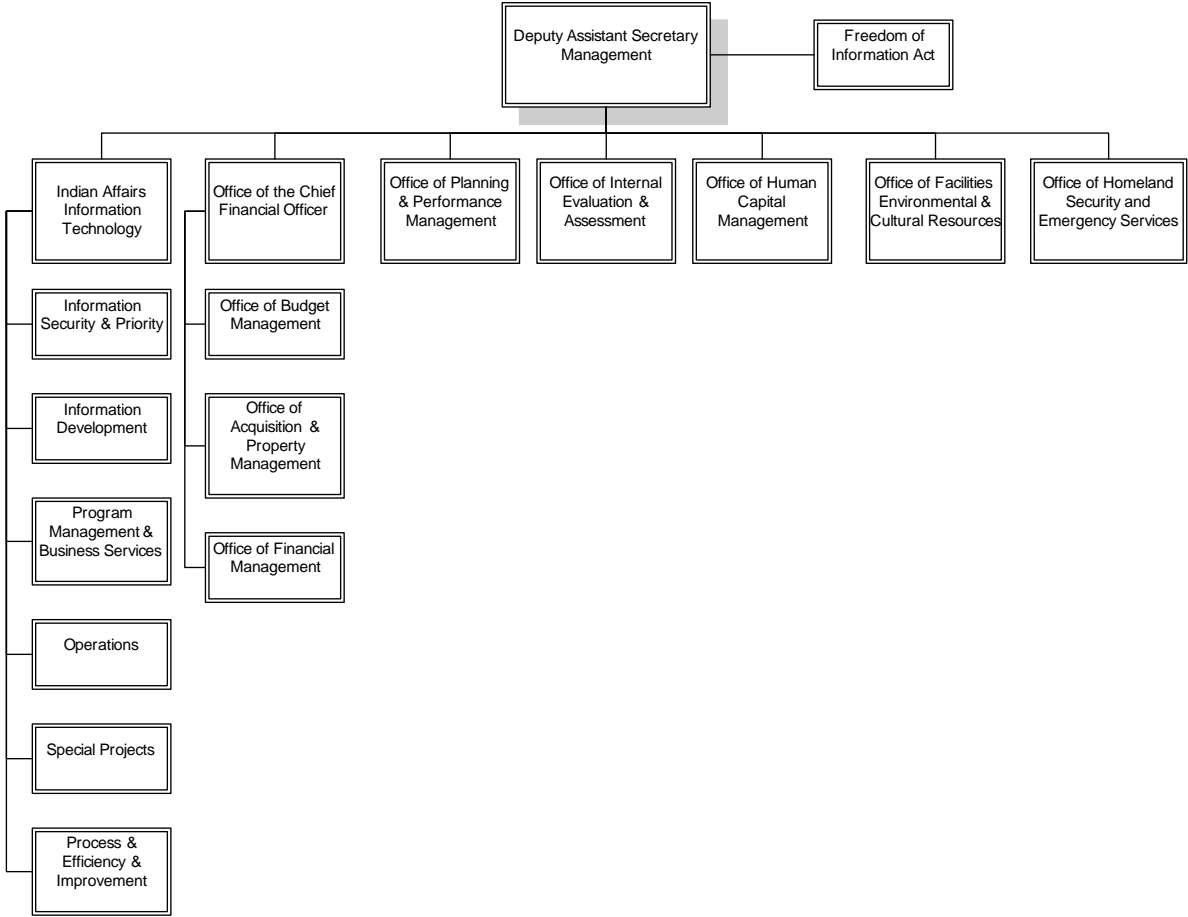 Deputy Assistant Secretary
Management
Freedom of
Information Act
Indian Affairs
Information
Technology
Office of the Chief
Financial Officer
Office of Planning
& Performance
Management
Office of Internal
Evaluation &
Assessment
Office of Human
Capital
Management
Office of Facilities
Environmental &
Cultural Resources
Office of Homeland
Security and
Emergency Services
Information
Security & Priority
Office of Budget
Management
Information
Development
Office of
Acquisition &
Property
Management
Program
Management &
Business Services
Office of Financial
Management
Operations
Special Projects
Process &
Efficiency &
Improvement